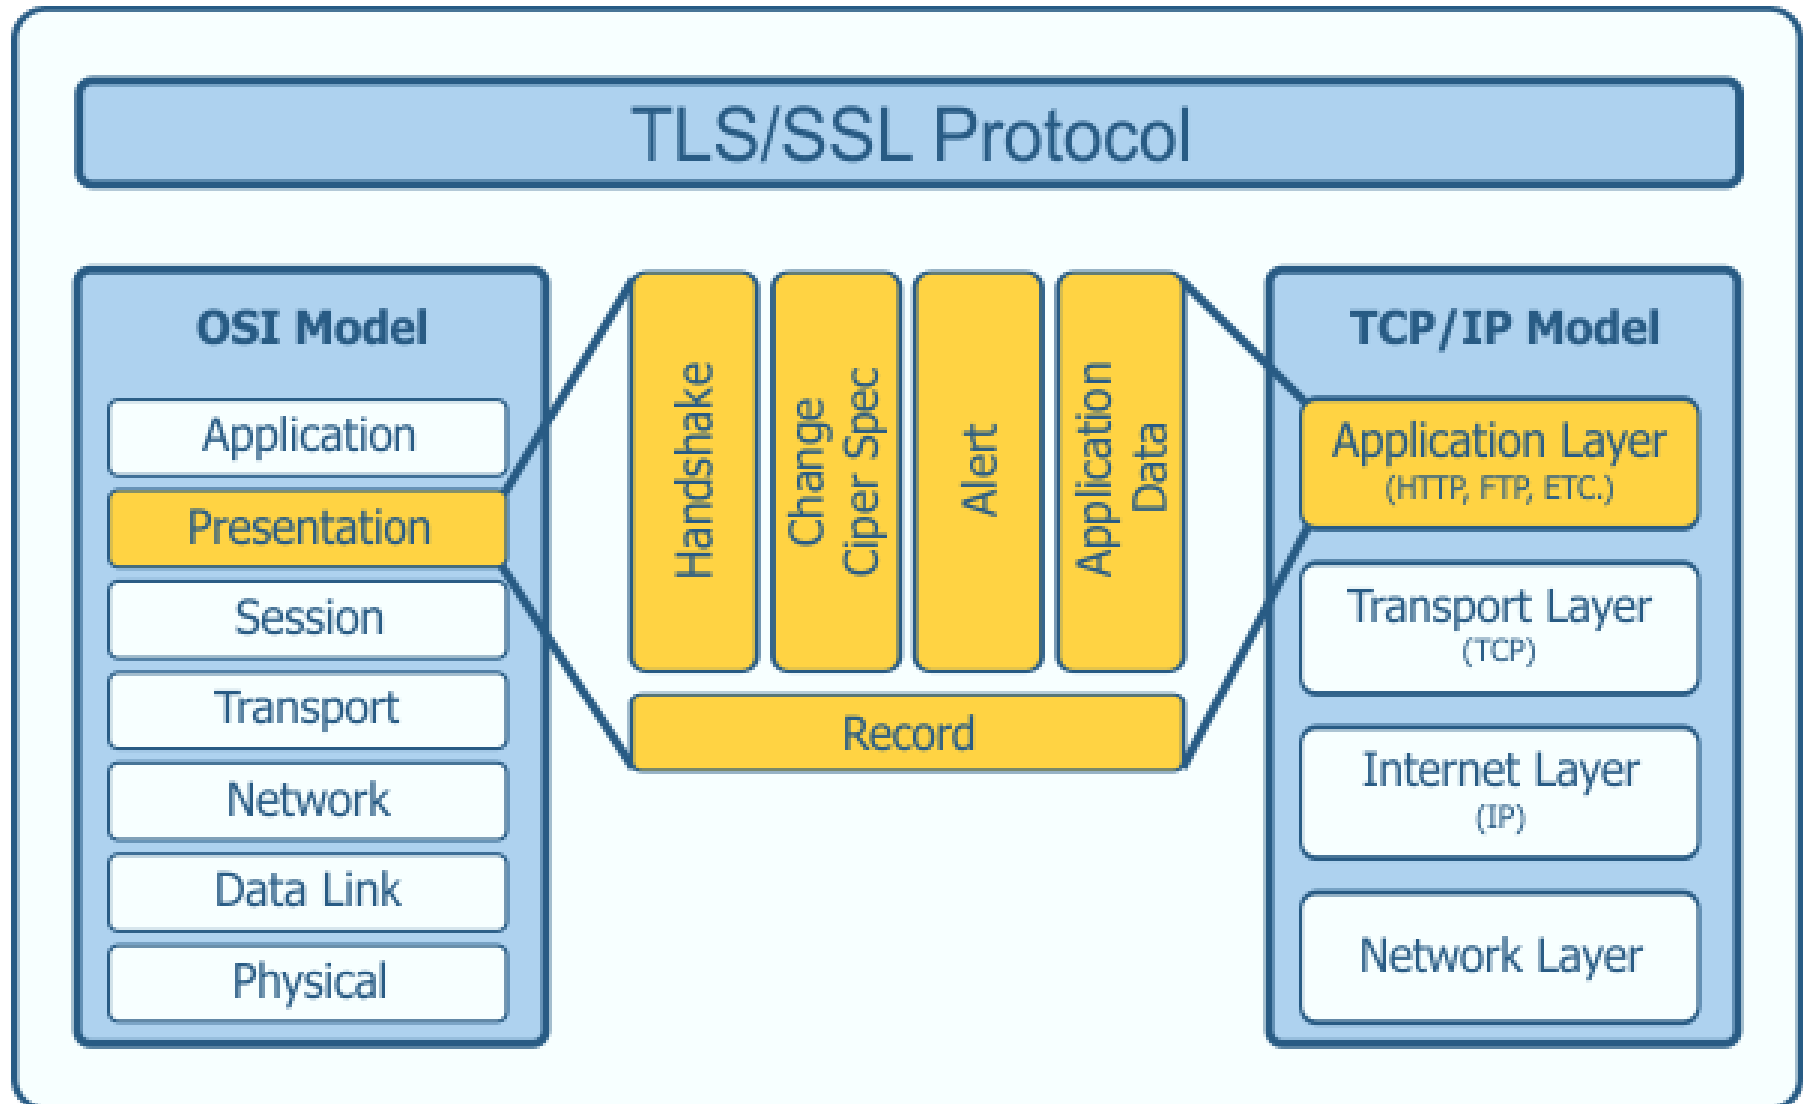 TLS/SSL Protocol
OSI Model
Application
Presentation
Session
Transport
Network
Data Link
Physical
Handshake
Change
Ciper Spec
Alert
Application
Data
Record
TCP/IP Model
Application Layer
(HTTP, FTP, ETC.)
Transport Layer
(TCP)
Internet Layer
(IP)
Network Layer